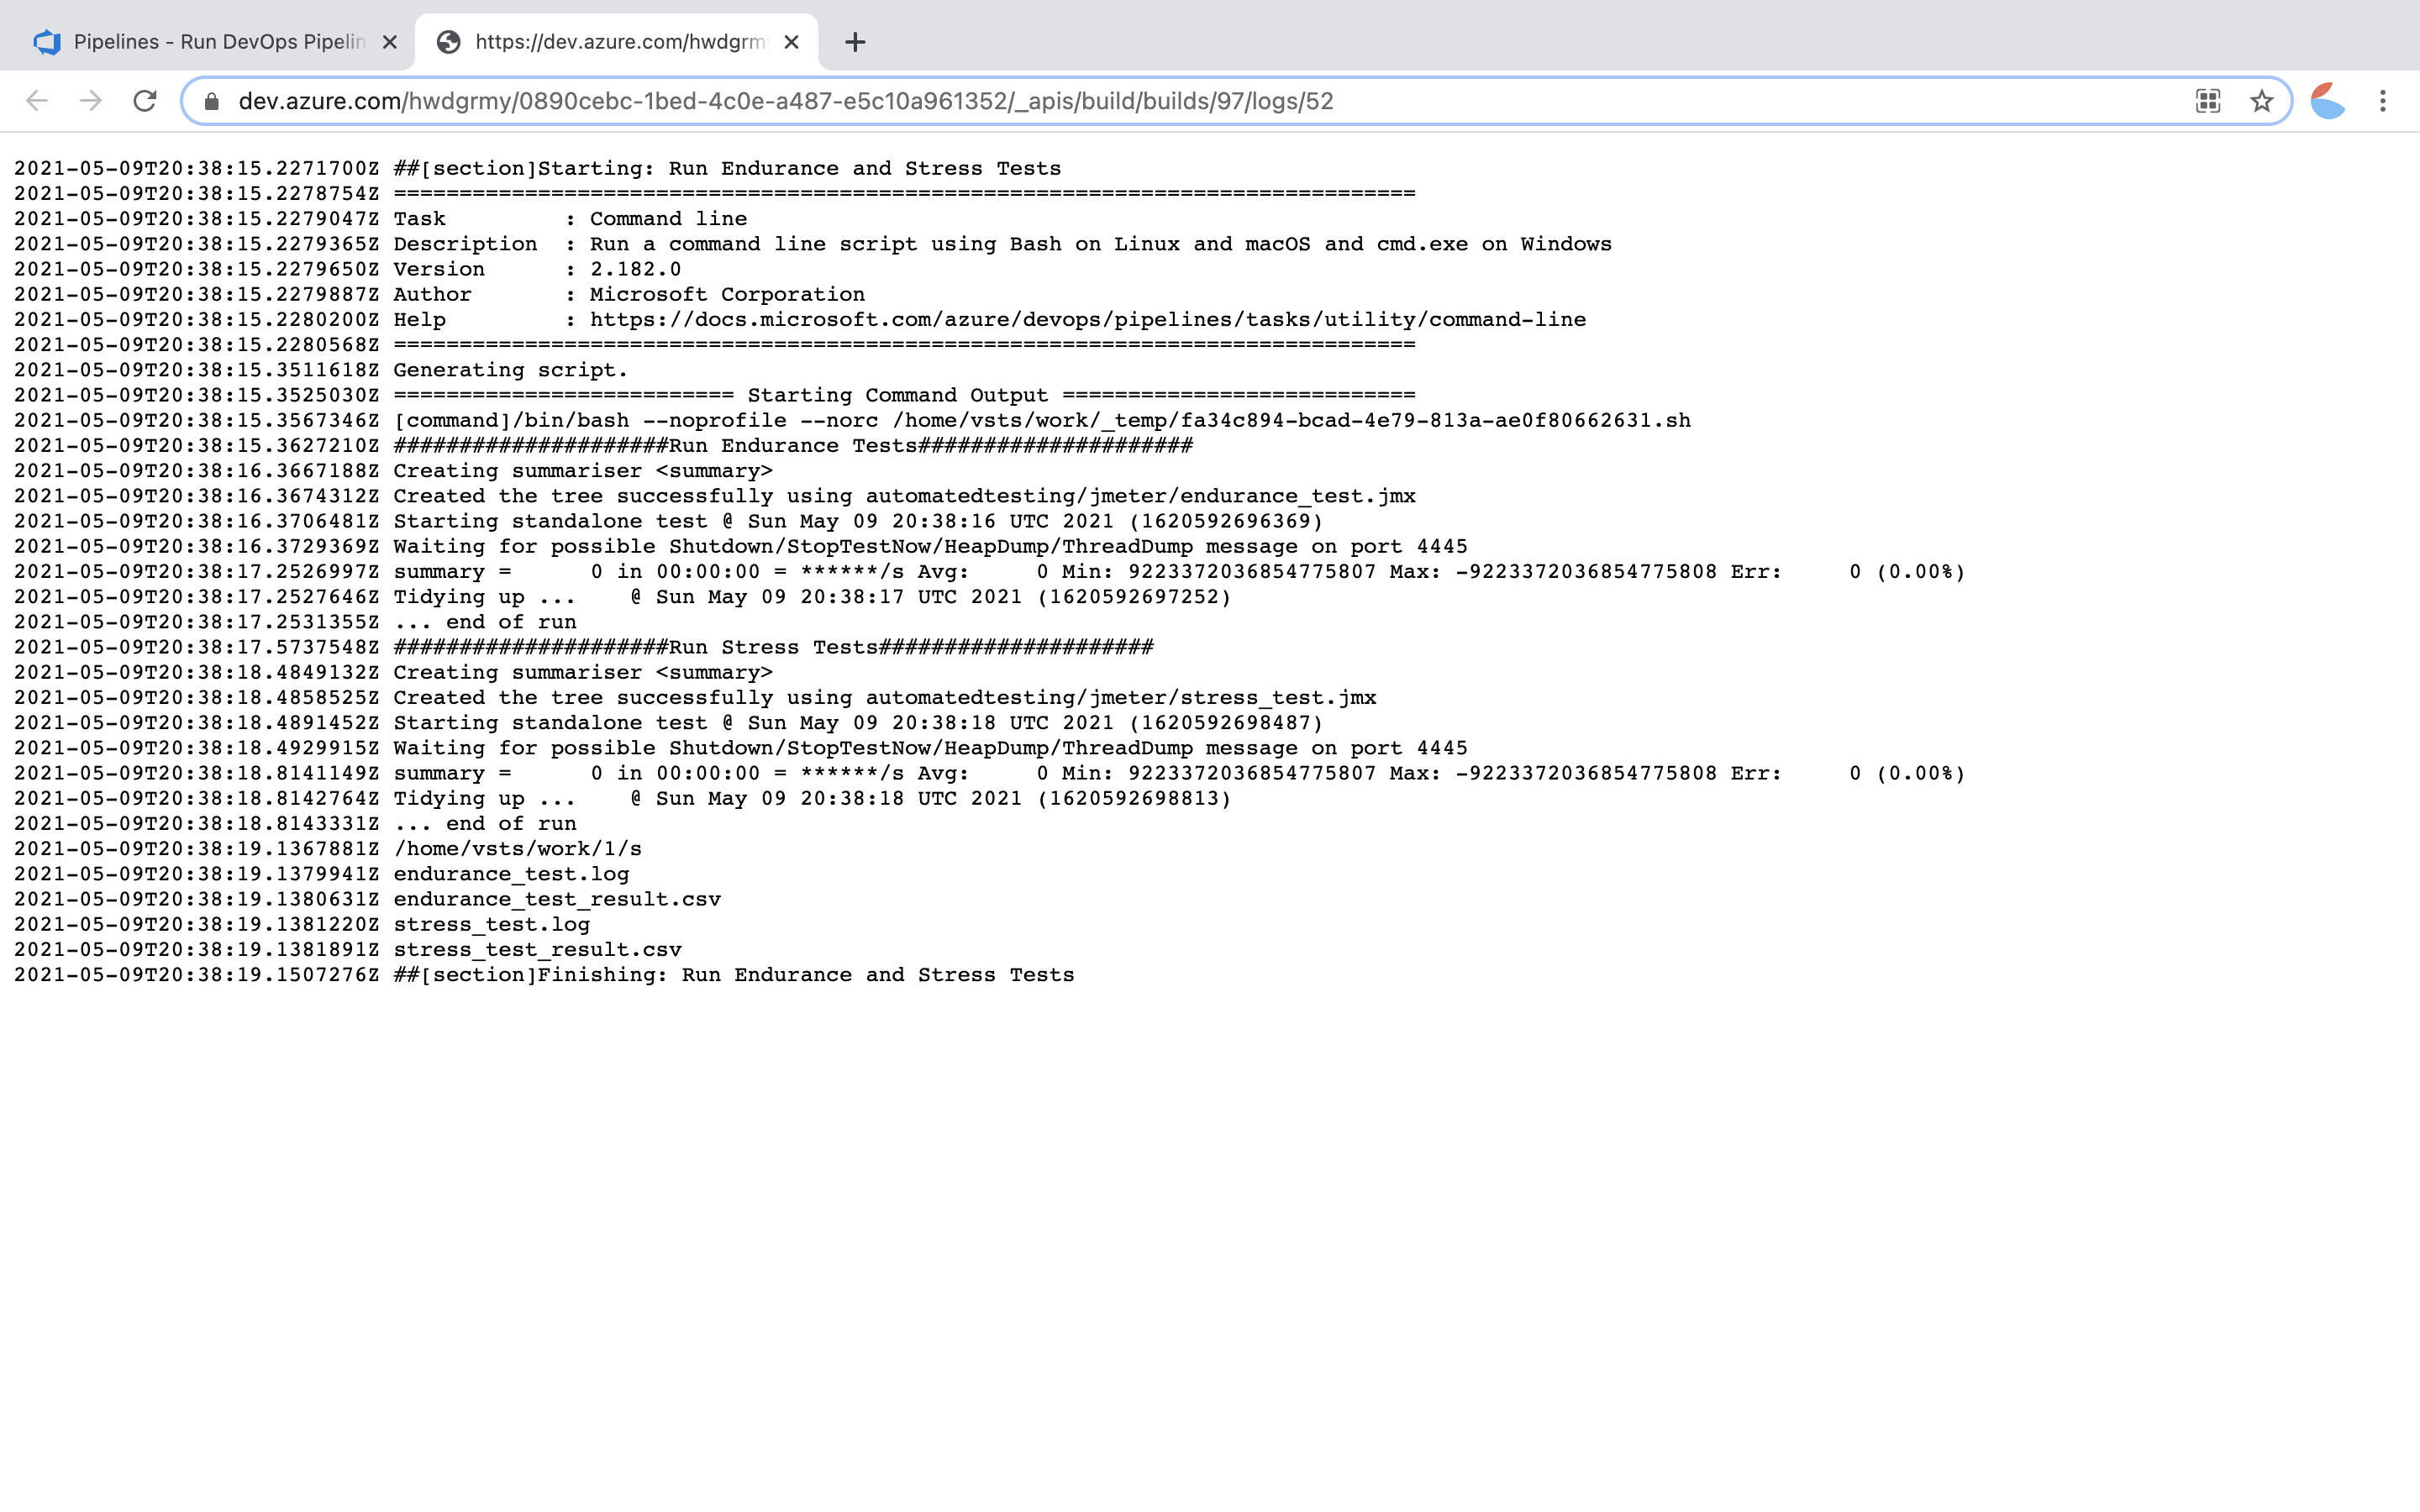 Pipelines - Run DevOps Pipelin
https://dev.azure.com/hwdgrm
dev.azure.com/hwdgrmy/0890cebc-1bed-4c0e-a487-e5c10a961352/_apis/build/builds/97/logs/52
2021-05-09T20:38:15.2271700Z ##[section]Starting: Run Endurance and Stress Tests
2021-05-09T20:38:15.2278754Z ==============================================================================
2021-05-09T20:38:15.2279047Z Task         : Command line
2021-05-09T20:38:15.2279365Z Description  : Run a command line script using Bash on Linux and macOS and cmd.exe on Windows
2021-05-09T20:38:15.2279650Z Version      : 2.182.0
2021-05-09T20:38:15.2279887Z Author       : Microsoft Corporation
2021-05-09T20:38:15.2280200Z Help         : https://docs.microsoft.com/azure/devops/pipelines/tasks/utility/command-line
2021-05-09T20:38:15.2280568Z ==============================================================================
2021-05-09T20:38:15.3511618Z Generating script.
2021-05-09T20:38:15.3525030Z ========================== Starting Command Output ===========================
2021-05-09T20:38:15.3567346Z [command]/bin/bash --noprofile --norc /home/vsts/work/_temp/fa34c894-bcad-4e79-813a-ae0f80662631.sh
2021-05-09T20:38:15.3627210Z #####################Run Endurance Tests#####################
2021-05-09T20:38:16.3667188Z Creating summariser <summary>
2021-05-09T20:38:16.3674312Z Created the tree successfully using automatedtesting/jmeter/endurance_test.jmx
2021-05-09T20:38:16.3706481Z Starting standalone test @ Sun May 09 20:38:16 UTC 2021 (1620592696369)
2021-05-09T20:38:16.3729369Z Waiting for possible Shutdown/StopTestNow/HeapDump/ThreadDump message on port 4445
2021-05-09T20:38:17.2526997Z summary =      0 in 00:00:00 = ******/s Avg:     0 Min: 9223372036854775807 Max: -9223372036854775808 Err:     0 (0.00%)
2021-05-09T20:38:17.2527646Z Tidying up ...    @ Sun May 09 20:38:17 UTC 2021 (1620592697252)
2021-05-09T20:38:17.2531355Z ... end of run
2021-05-09T20:38:17.5737548Z #####################Run Stress Tests#####################
2021-05-09T20:38:18.4849132Z Creating summariser <summary>
2021-05-09T20:38:18.4858525Z Created the tree successfully using automatedtesting/jmeter/stress_test.jmx
2021-05-09T20:38:18.4891452Z Starting standalone test @ Sun May 09 20:38:18 UTC 2021 (1620592698487)
2021-05-09T20:38:18.4929915Z Waiting for possible Shutdown/StopTestNow/HeapDump/ThreadDump message on port 4445
2021-05-09T20:38:18.8141149Z summary =      0 in 00:00:00 = ******/s Avg:     0 Min: 9223372036854775807 Max: -9223372036854775808 Err:     0 (0.00%)
2021-05-09T20:38:18.8142764Z Tidying up ...    @ Sun May 09 20:38:18 UTC 2021 (1620592698813)
2021-05-09T20:38:18.8143331Z ... end of run
2021-05-09T20:38:19.1367881Z /home/vsts/work/1/s
2021-05-09T20:38:19.1379941Z endurance_test.log
2021-05-09T20:38:19.1380631Z endurance_test_result.csv
2021-05-09T20:38:19.1381220Z stress_test.log
2021-05-09T20:38:19.1381891Z stress_test_result.csv
2021-05-09T20:38:19.1507276Z ##[section]Finishing: Run Endurance and Stress Tests